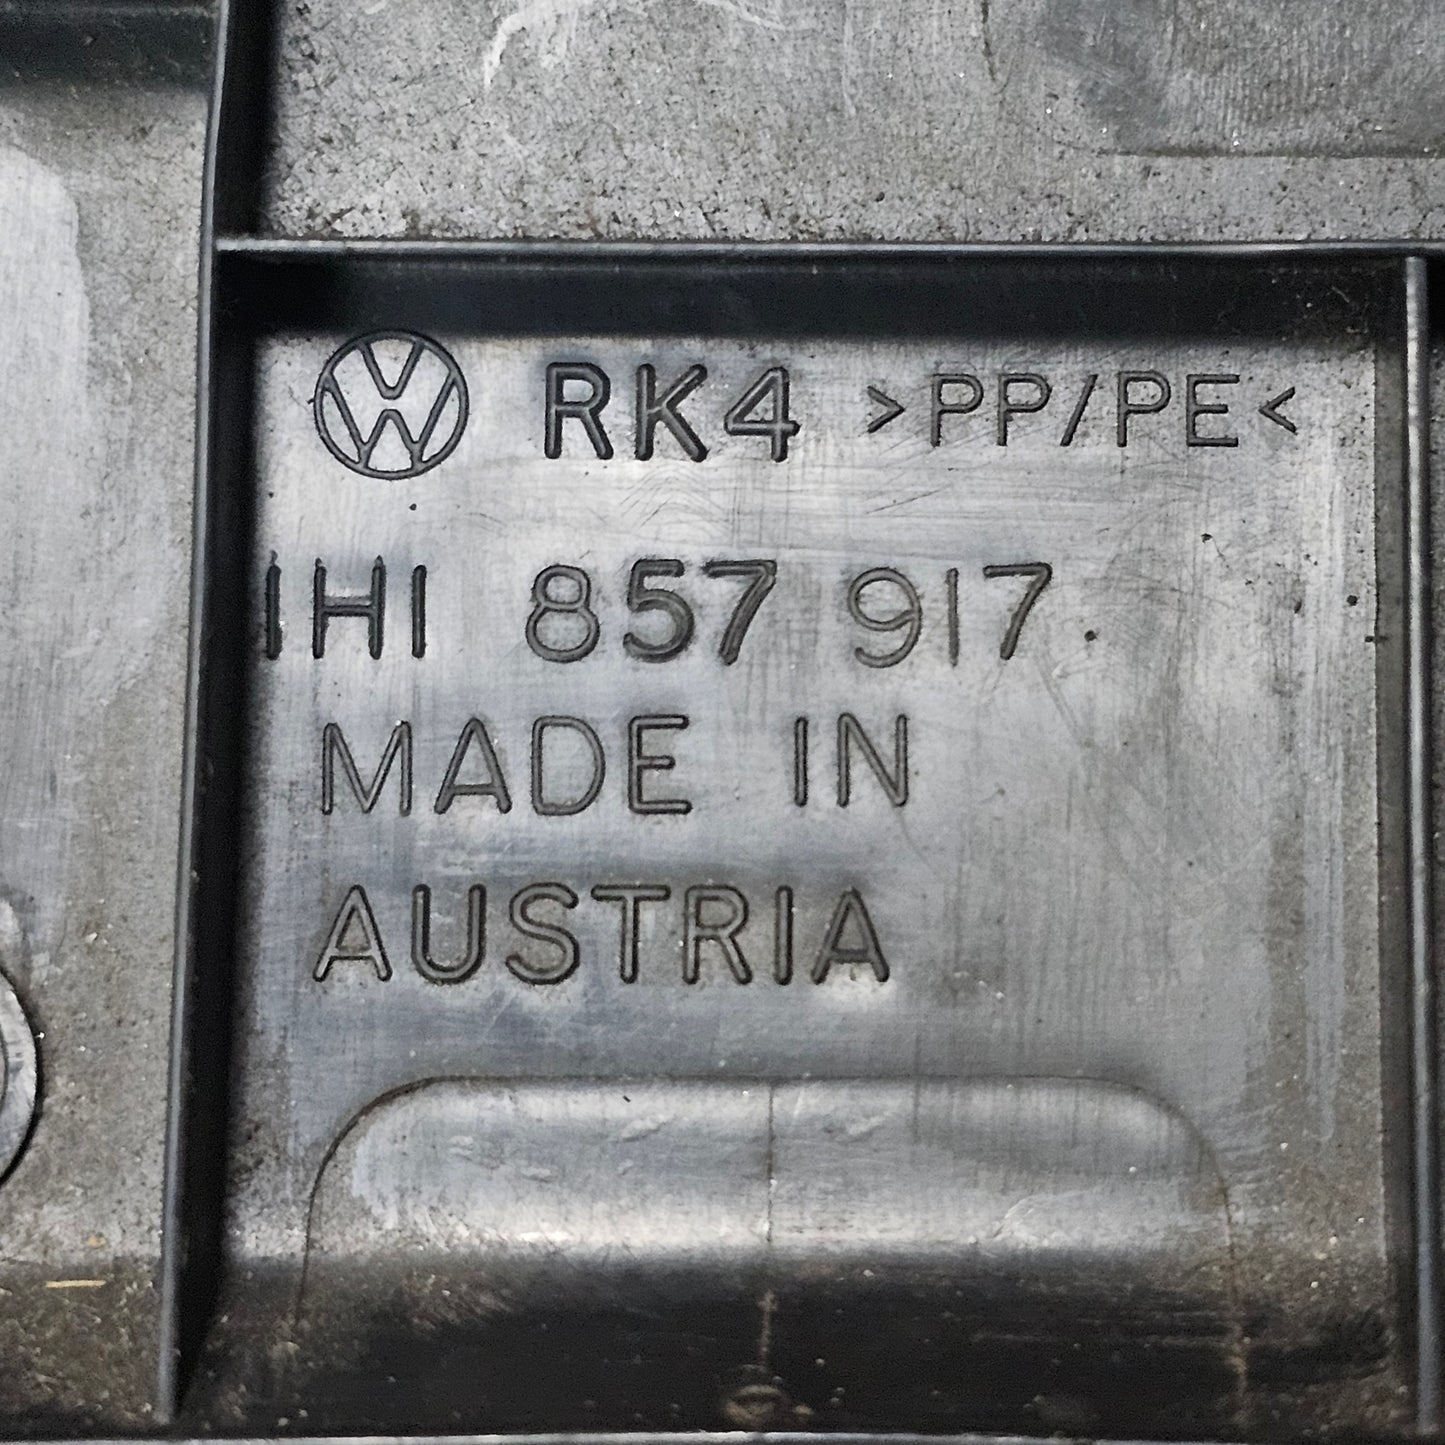 RK4 >PP/PE<
1H1 857 917
MADE IN
AUSTRIA